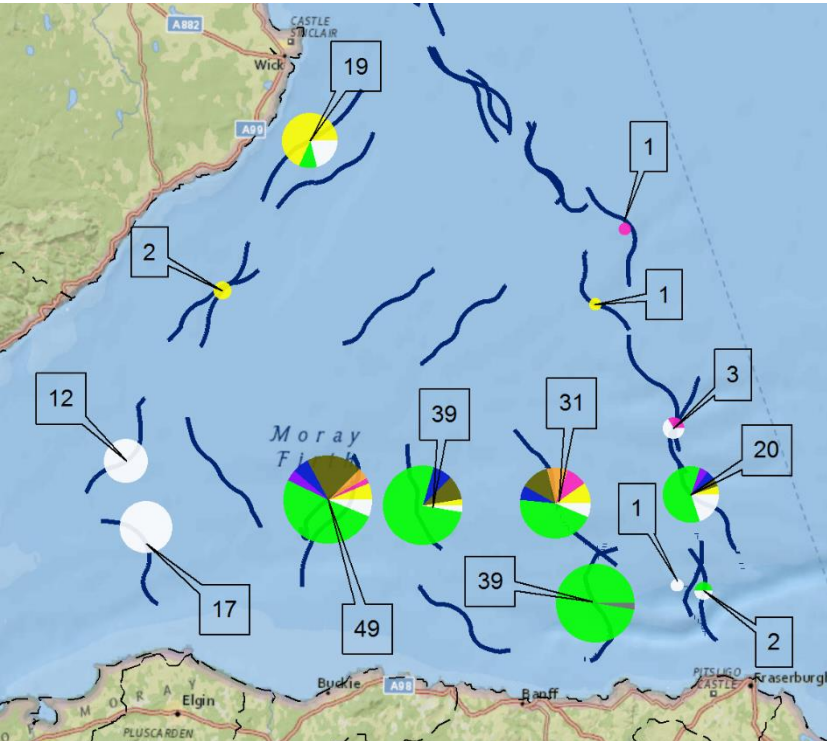 A882
CASTLE
SINCLAIR
Wick
19
A99
1
2
1
12
3
39
31
Moray
Firth
20
1
39
17
49
2
PITSLIGO
CASTLE
Fraserburgh
Buckie
A98
MORAY
Elgin
Banff
PLUSCARDEN